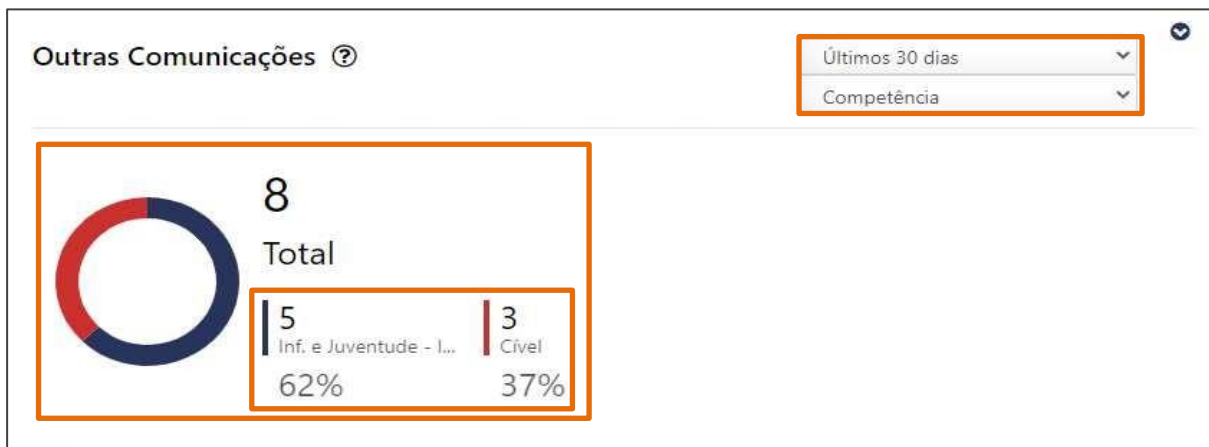 Outras Comunicações ?
Últimos 30 dias
Competência
8
Total
5
Inf. e Juventude - I...
62%
3
Cível
37%